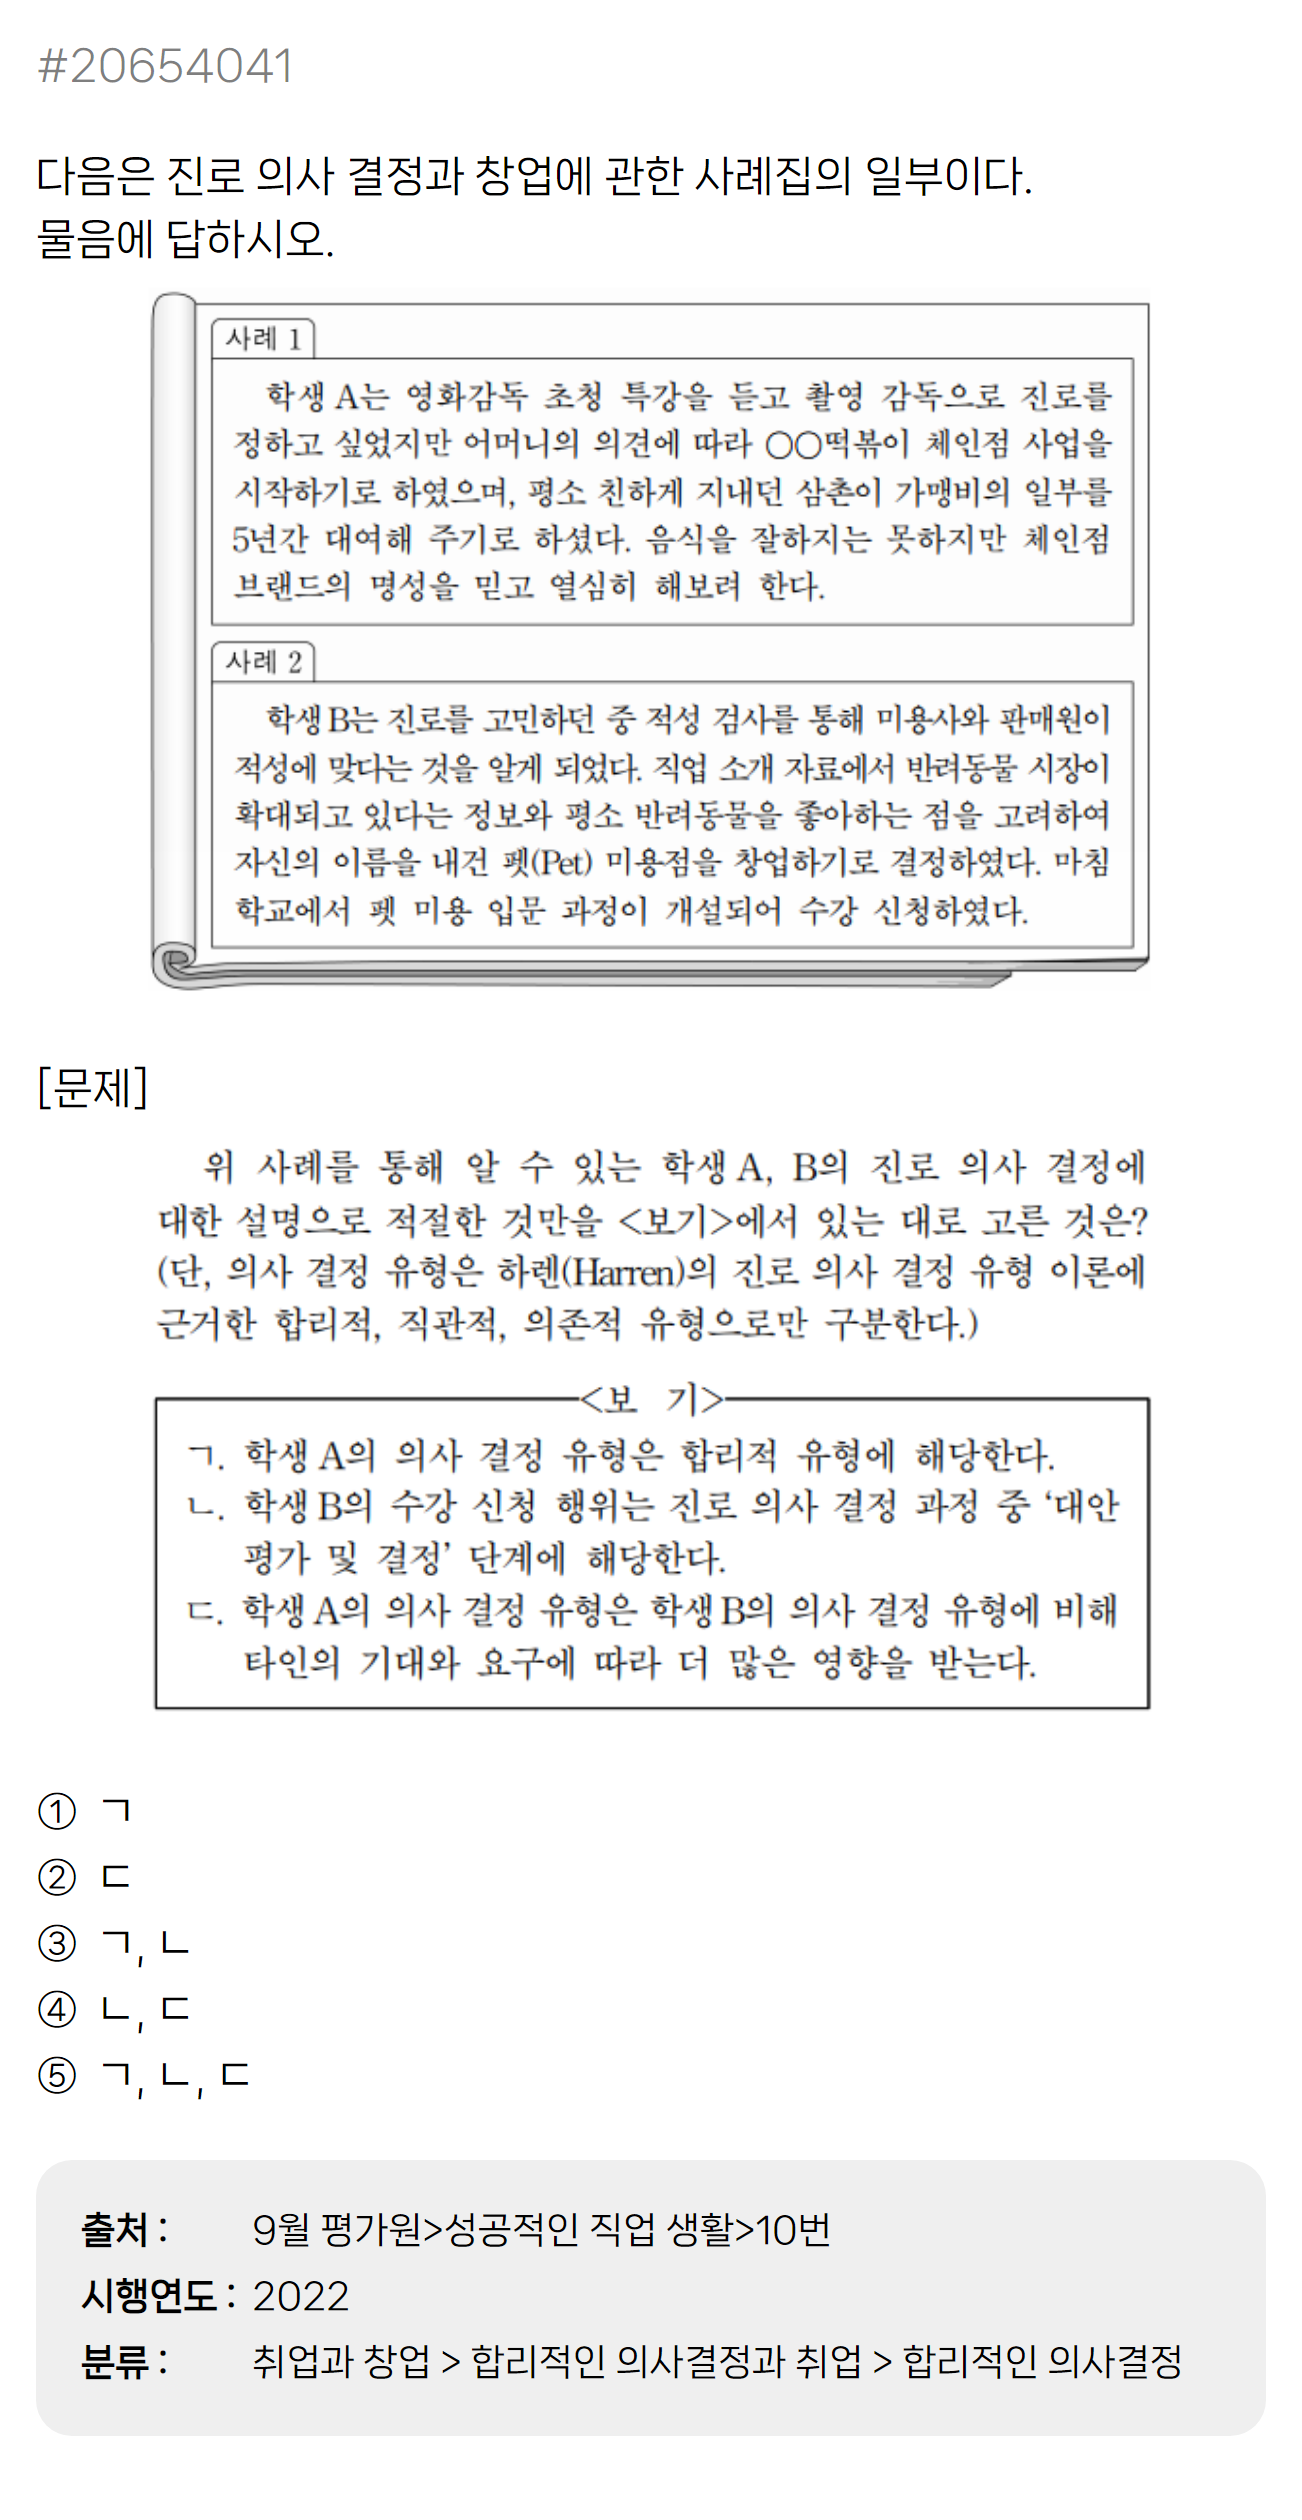 #20654041
다음은 진로 의사 결정과 창업에 관한 사례집의 일부이다.
물음에 답하시오.
사례 1
학생 A는 영화감독 초청 특강을 듣고 촬영 감독으로 진로를
정하고 싶었지만 어머니의 의견에 따라 ○○떡볶이 체인점 사업을
시작하기로 하였으며, 평소 친하게 지내던 삼촌이 가맹비의 일부를
5년간 대여해 주기로 하셨다. 음식을 잘하지는 못하지만 체인점
브랜드의 명성을 믿고 열심히 해보려 한다.
사례 2
학생 B는 진로를 고민하던 중 적성 검사를 통해 미용사와 판매원이
적성에 맞다는 것을 알게 되었다. 직업 소개 자료에서 반려동물 시장이
확대되고 있다는 정보와 평소 반려동물을 좋아하는 점을 고려하여
자신의 이름을 내건 펫(Pet) 미용점을 창업하기로 결정하였다. 마침
학교에서 펫 미용 입문 과정이 개설되어 수강 신청하였다.
[문제]
위 사례를 통해 알 수 있는 학생 A, B의 진로 의사 결정에
대한 설명으로 적절한 것만을 <보기>에서 있는 대로 고른 것은?
(단, 의사 결정 유형은 하렌(Harren)의 진로 의사 결정 유형 이론에
근거한 합리적, 직관적, 의존적 유형으로만 구분한다.)
<보 기>
ㄱ. 학생 A의 의사 결정 유형은 합리적 유형에 해당한다.
ㄴ. 학생 B의 수강 신청 행위는 진로 의사 결정 과정 중 ‘대안
평가 및 결정’ 단계에 해당한다.
ㄷ. 학생 A의 의사 결정 유형은 학생 B의 의사 결정 유형에 비해
타인의 기대와 요구에 따라 더 많은 영향을 받는다.
① ㄱ
② ㄷ
③ ㄱ, ㄴ
④ ㄴ, ㄷ
⑤ ㄱ, ㄴ, ㄷ
출처 : 9월 평가원>성공적인 직업 생활>10번
시행연도 : 2022
분류 : 취업과 창업 > 합리적인 의사결정과 취업 > 합리적인 의사결정